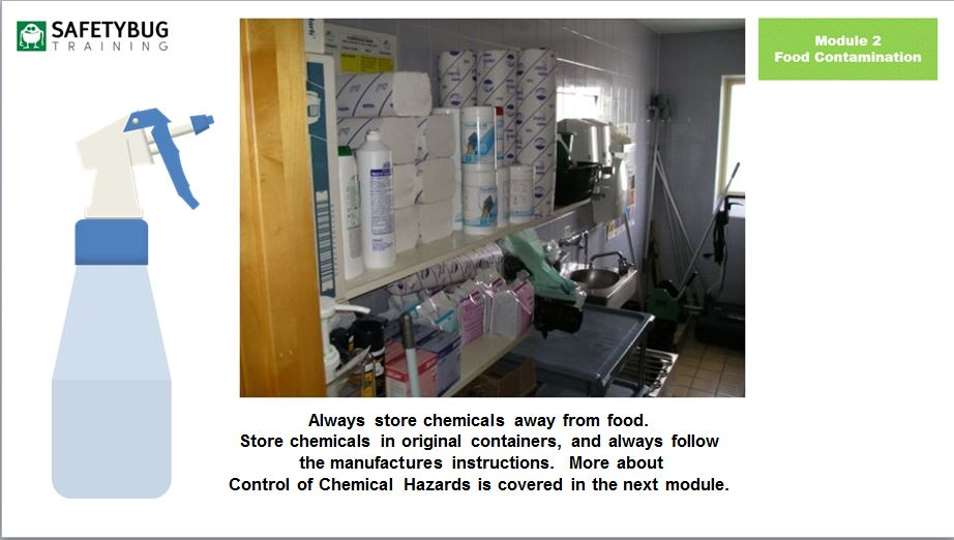 SAFETYBUG
TRAINING
Module 2
Food Contamination
Always store chemicals away from food.
Store chemicals in original containers, and always follow
the manufactures instructions. More about
Control of Chemical Hazards is covered in the next module.